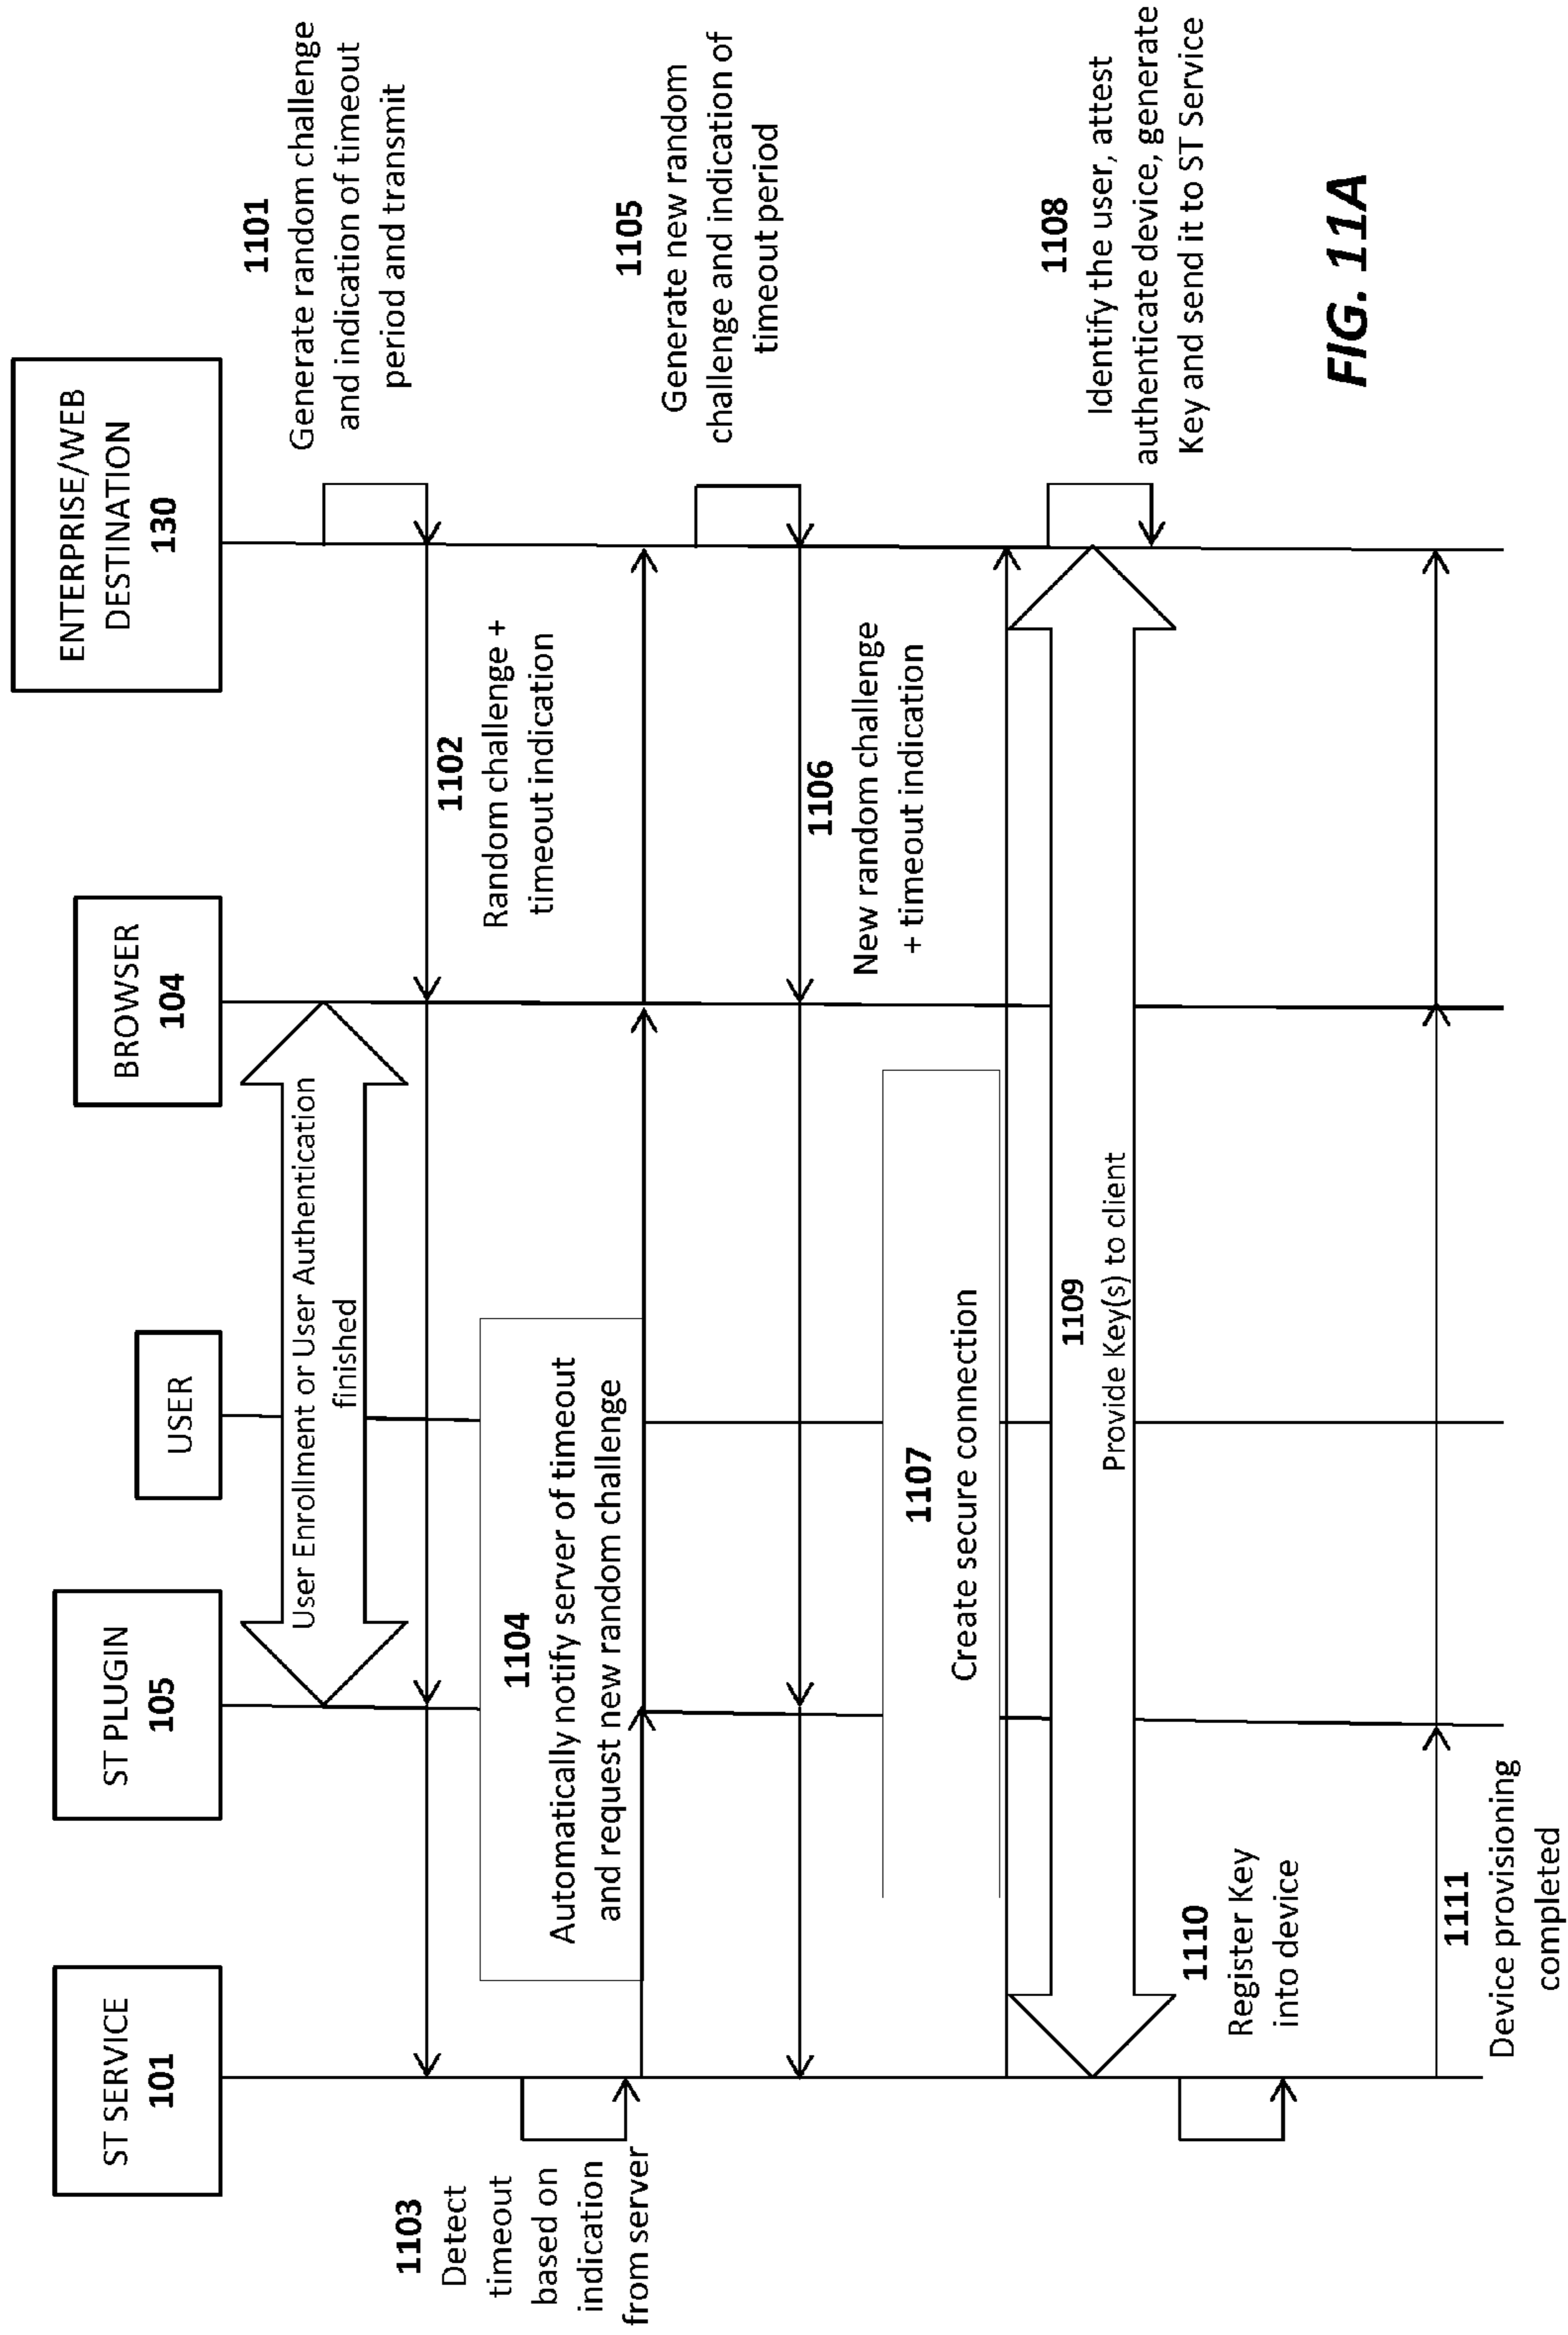 ST SERVICE
101
ST PLUGIN
105
USER
BROWSER
104
ENTERPRISE/WEB
DESTINATION
130
User Enrollment or User Authentication
finished
1101
Generate random challenge
and indication of timeout
period and transmit
1102
Random challenge +
timeout indication
1103
Detect
timeout
based on
indication
from server
1104
Automatically notify server of timeout
and request new random challenge
1105
Generate new random
challenge and indication of
timeout period
1106
New random challenge
+ timeout indication
1107
Create secure connection
1108
Identify the user, attest
authenticate device, generate
Key and send it to ST Service
1109
Provide Key(s) to client
1110
Register Key
into device
1111
Device provisioning
completed
FIG. 11A